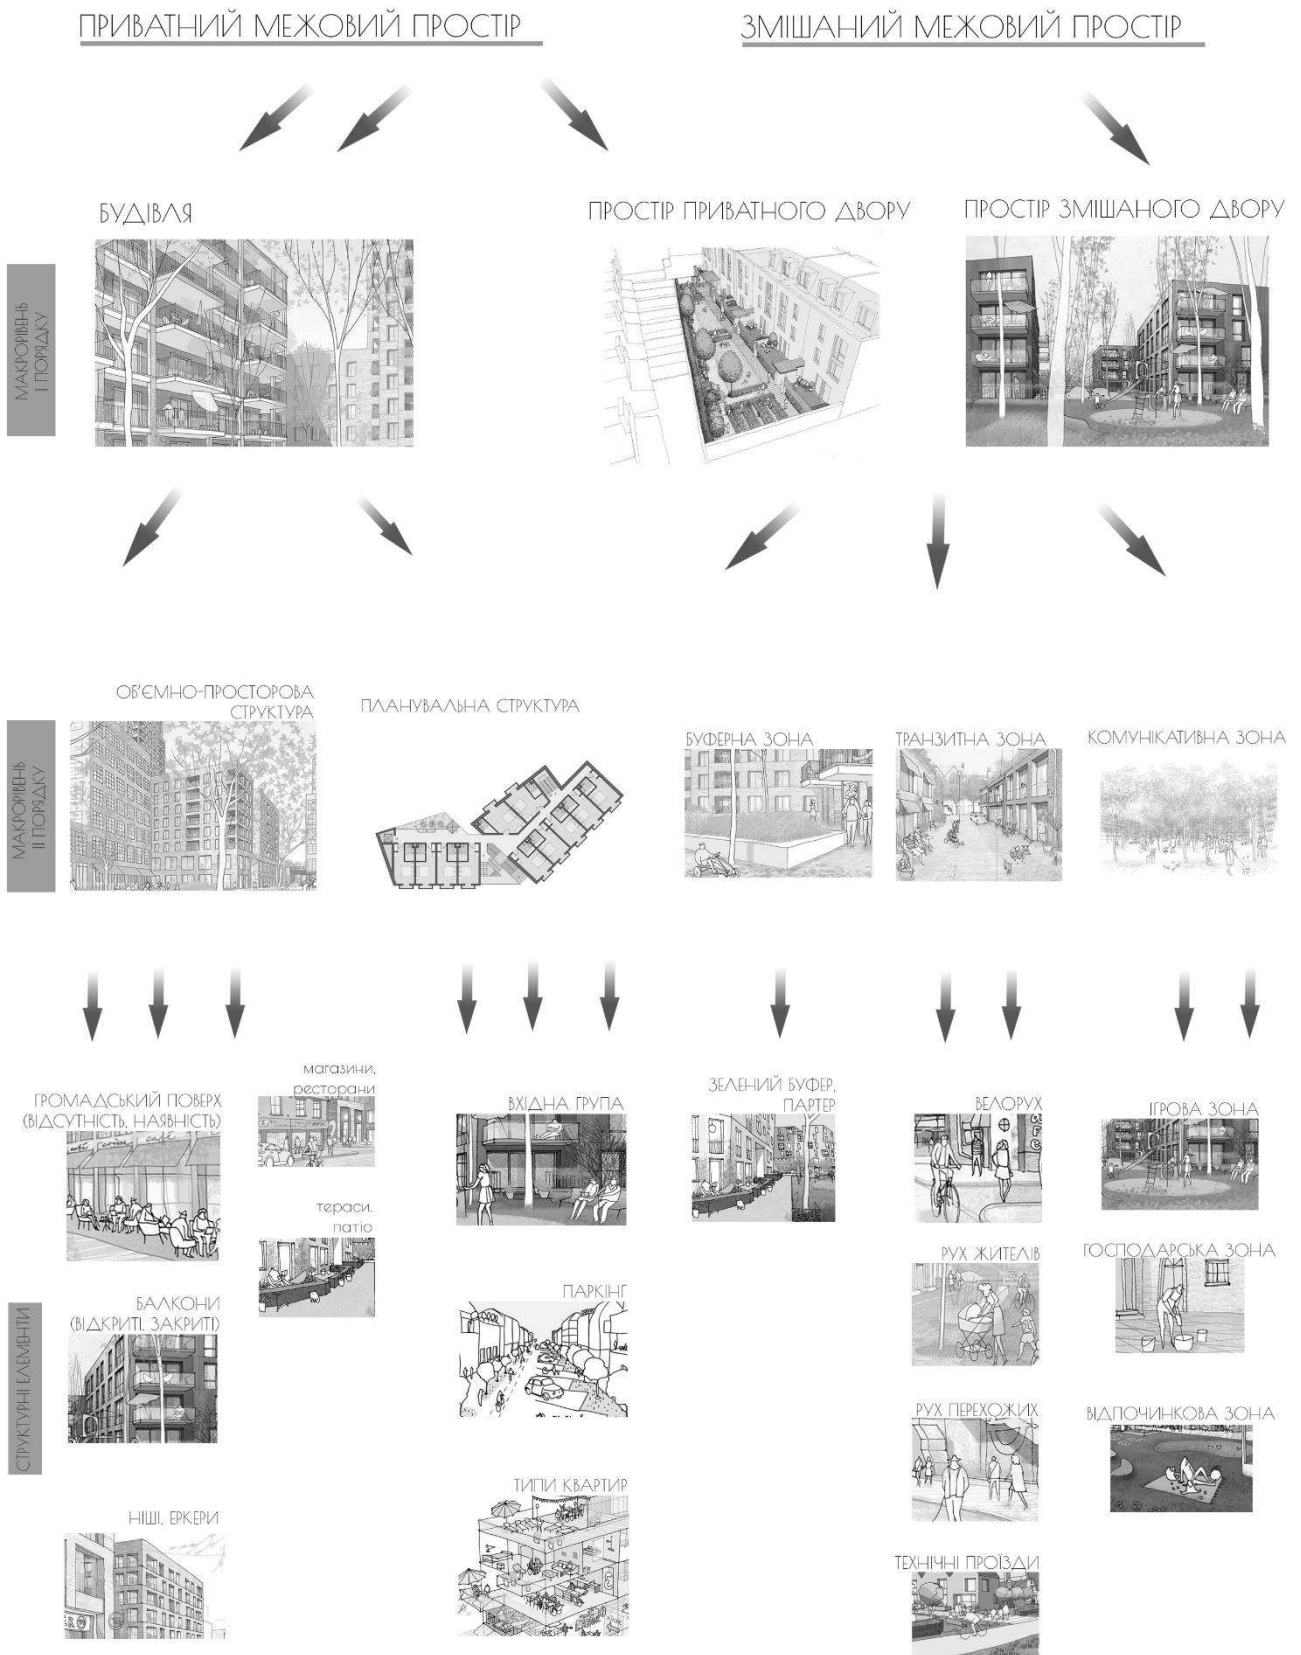 ПРИВАТНИЙ МЕЖОВИЙ ПРОСТІР
ЗМІШАНИЙ МЕЖОВИЙ ПРОСТІР
МАКРОРІВЕНЬ
І ПОРЯДКУ
БУДІВЛЯ
ПРОСТІР ПРИВАТНОГО ДВОРУ
ПРОСТІР ЗМІШАНОГО ДВОРУ
МАКРОРІВЕНЬ
ІІ ПОРЯДКУ
ОБ'ЄМНО-ПРОСТОРОВА
СТРУКТУРА
ПЛАНУВАЛЬНА СТРУКТУРА
БУФЕРНА ЗОНА
ТРАНЗИТНА ЗОНА
КОМУНІКАТИВНА ЗОНА
СТРУКТУРНІ ЕЛЕМЕНТИ
ГРОМАДСЬКИЙ ПОВЕРХ
(ВІДСУТНІСТЬ, НАЯВНІСТЬ)
магазини,
ресторани
тераси,
патіо
БАЛКОНИ
(ВІДКРИТІ, ЗАКРИТІ)
НІШІ, ЕРКЕРИ
ВХІДНА ГРУПА
ПАРКІНГ
ТИПИ КВАРТИР
ЗЕЛЕНИЙ БУФЕР,
ПАРТЕР
ВЕЛОРУХ
РУХ ЖИТЕЛІВ
РУХ ПЕРЕХОЖИХ
ТЕХНІЧНІ ПРОЇЗДИ
ІГРОВА ЗОНА
ГОСПОДАРСЬКА ЗОНА
ВІДПОЧИНКОВА ЗОНА